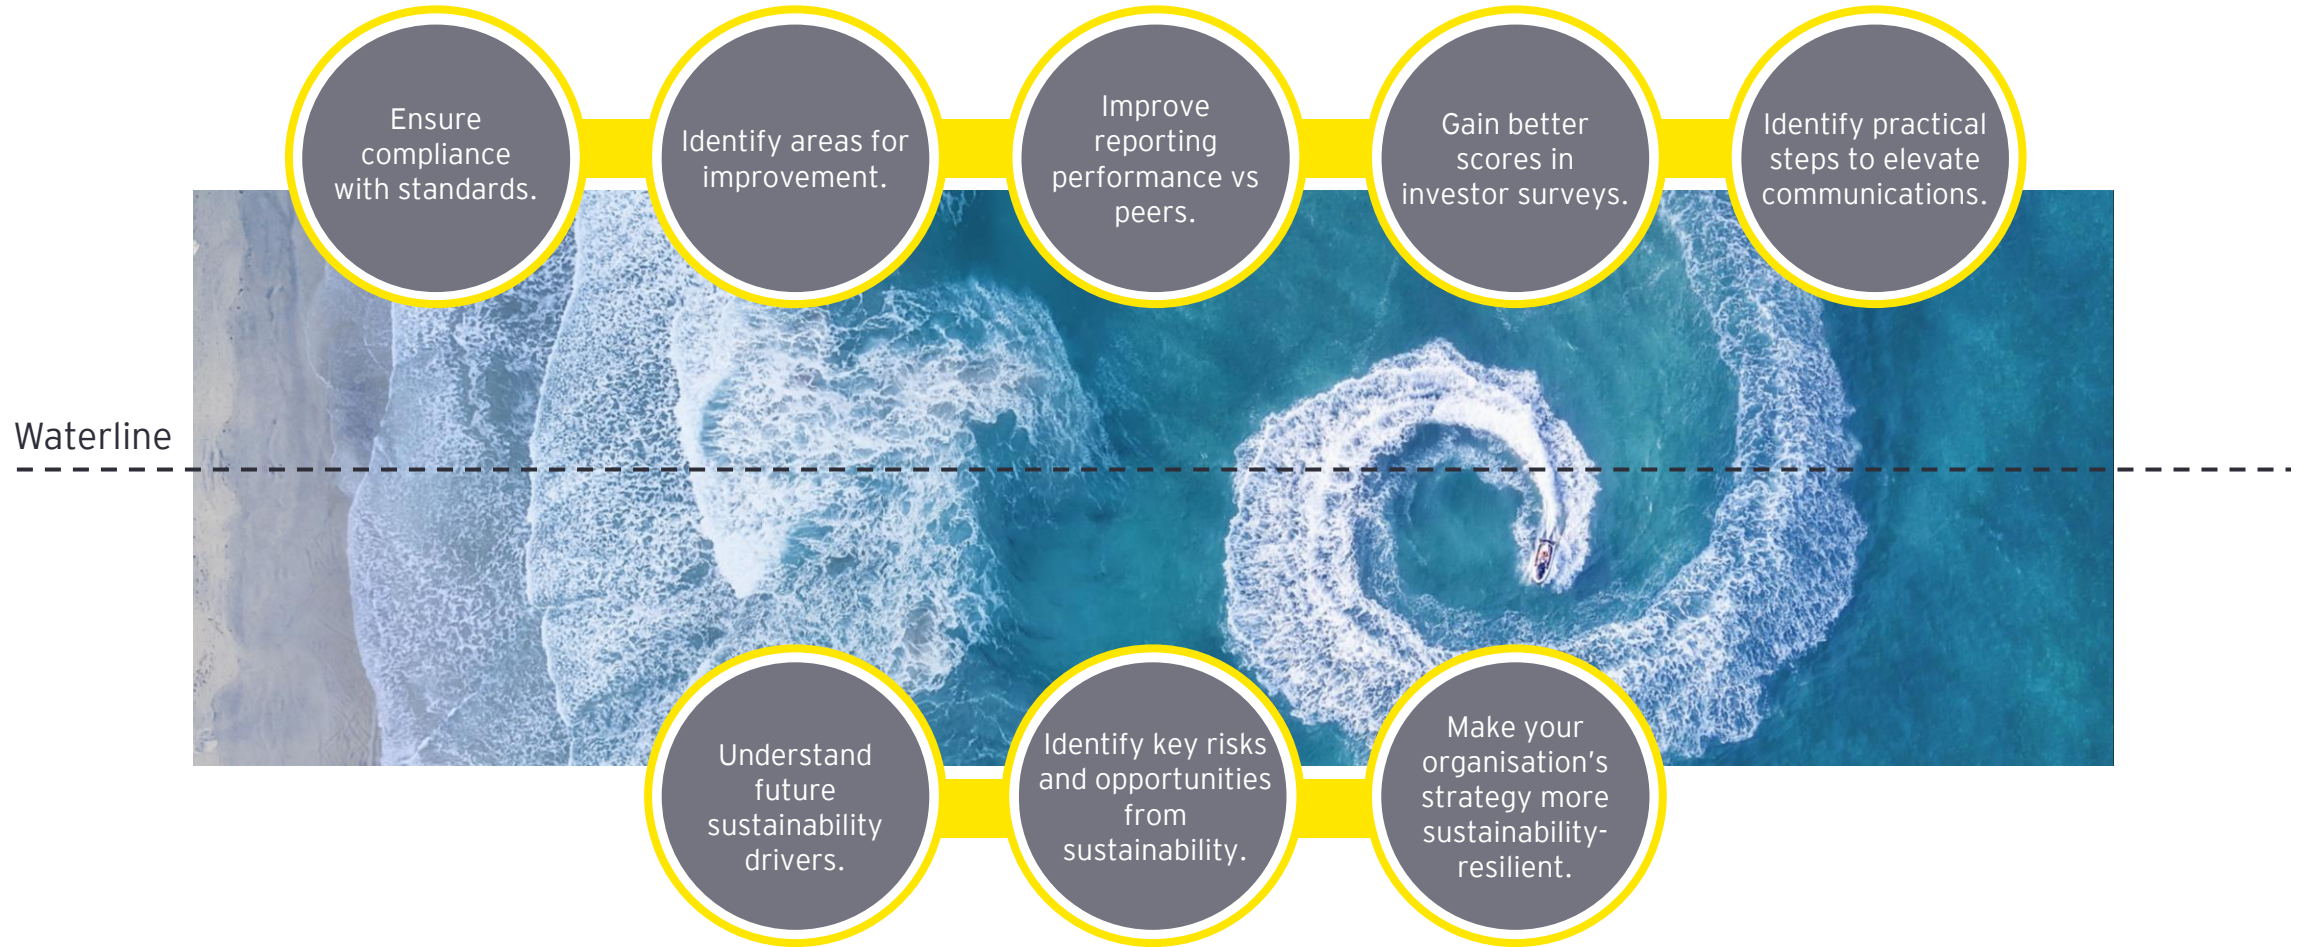 Ensure
compliance
with standards.
Identify areas for
improvement.
Improve
reporting
performance vs
peers.
Gain better
scores in
investor surveys.
Identify practical
steps to elevate
communications.
Waterline
Understand
future
sustainability
drivers.
Identify key risks
and opportunities
from
sustainability.
Make your
organisation’s
strategy more
sustainability-
resilient.